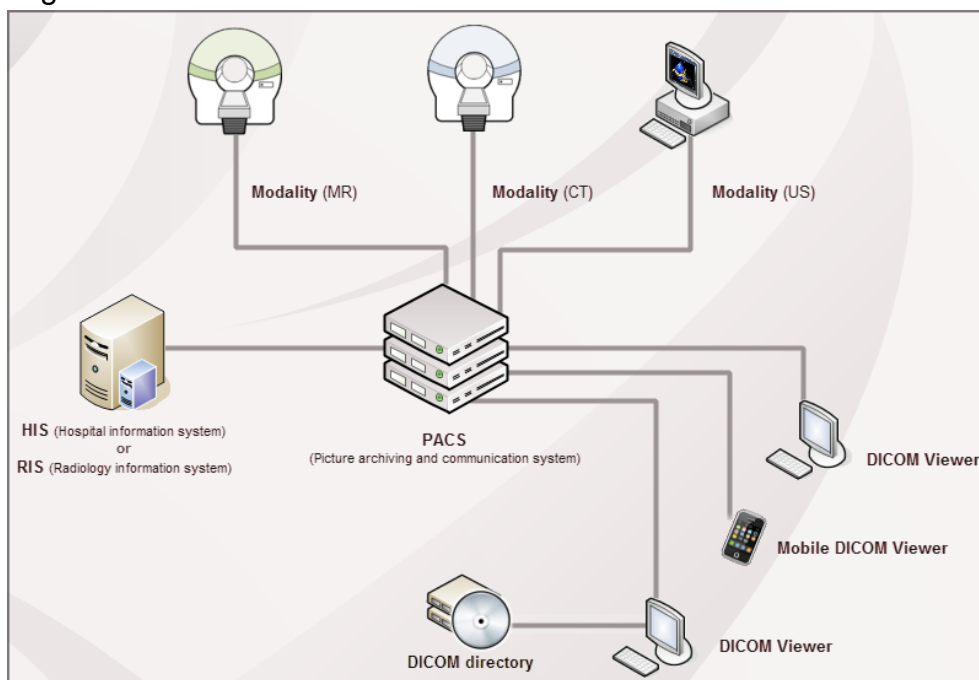 Modality (MR)
Modality (CT)
Modality (US)
HIS (Hospital information system)
or
RIS (Radiology information system)
PACS
(Picture archiving and communication system)
DICOM Viewer
Mobile DICOM Viewer
DICOM directory
DICOM Viewer